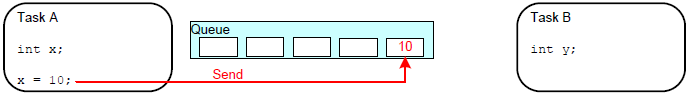 Task A
int x;
x = 10;
Queue
10
Send
Task B
int y;